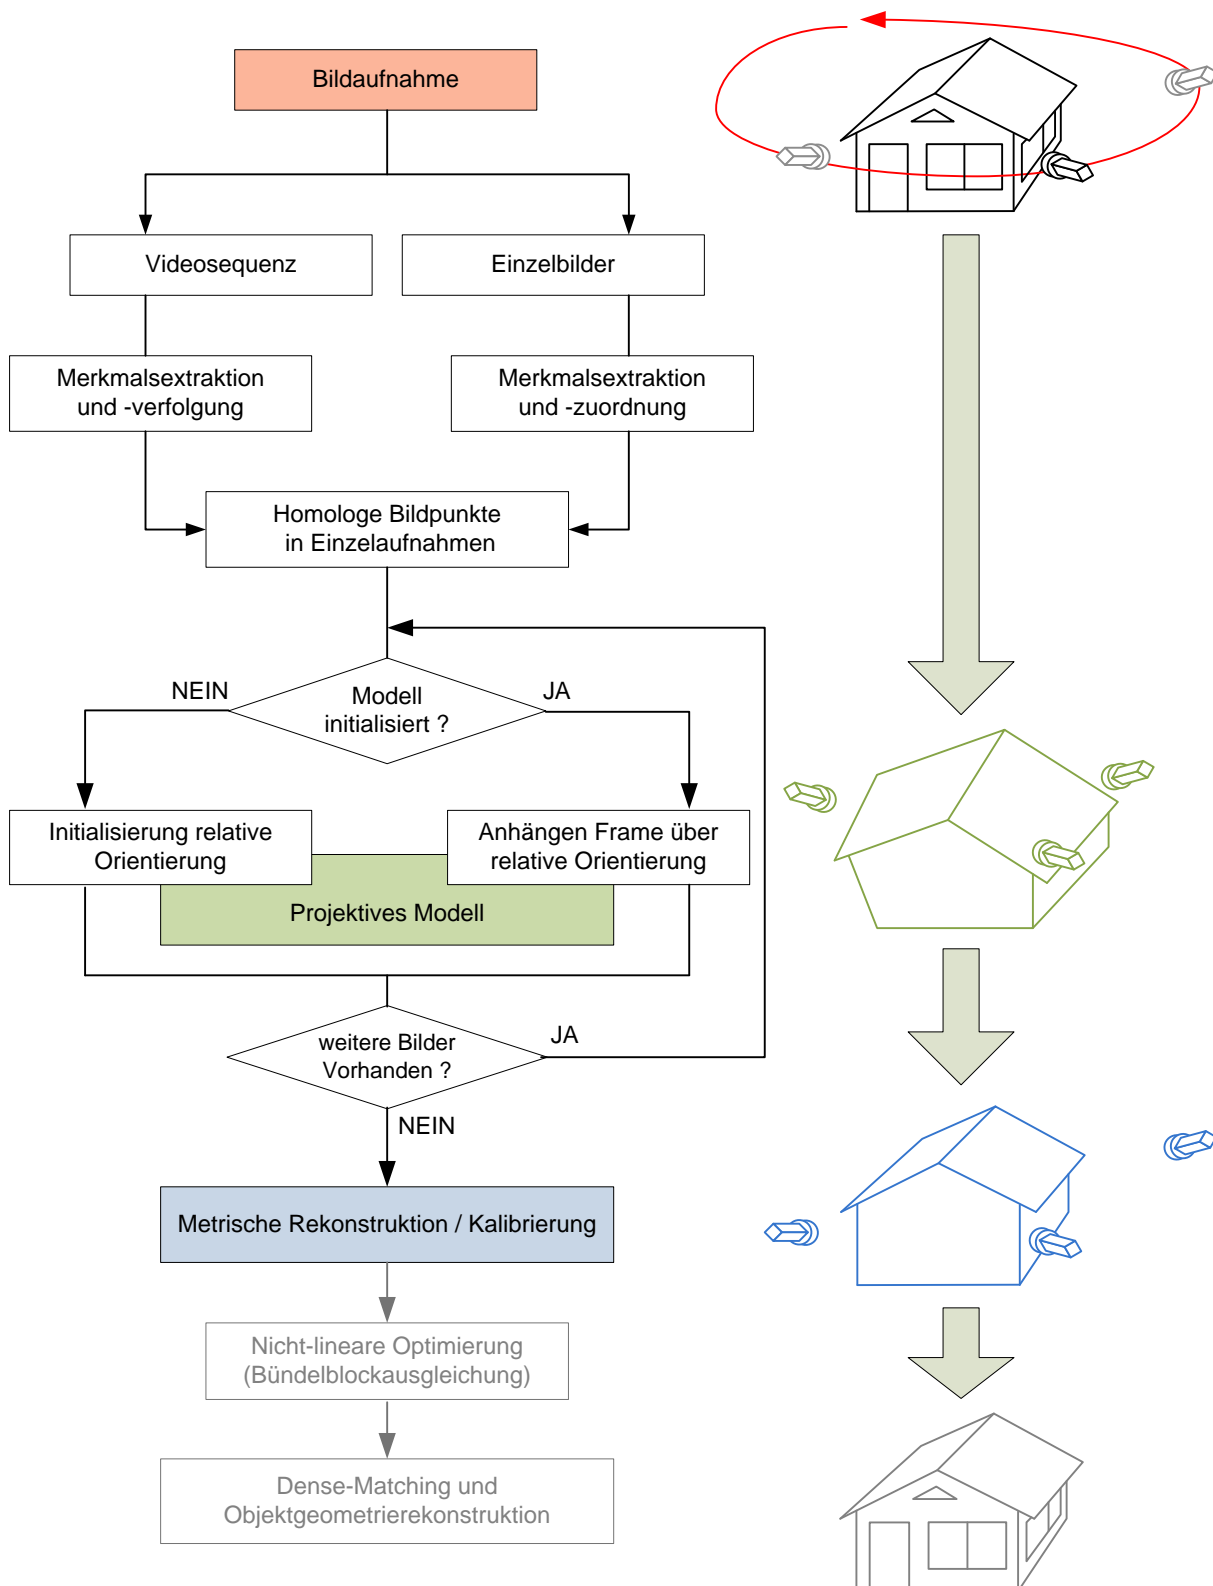 Bildaufnahme
Videosequenz
Einzelbilder
Merkmalsextraktion
und -verfolgung
Merkmalsextraktion
und -zuordnung
Homologe Bildpunkte
in Einzelaufnahmen
NEIN
Modell
initialisiert ?
JA
Initialisierung relative
Orientierung
Anhängen Frame über
relative Orientierung
Projektives Modell
weitere Bilder
Vorhanden ?
JA
NEIN
Metrische Rekonstruktion / Kalibrierung
Nicht-lineare Optimierung
(Bündelblockausgleichung)
Dense-Matching und
Objektgeometrierekonstruktion